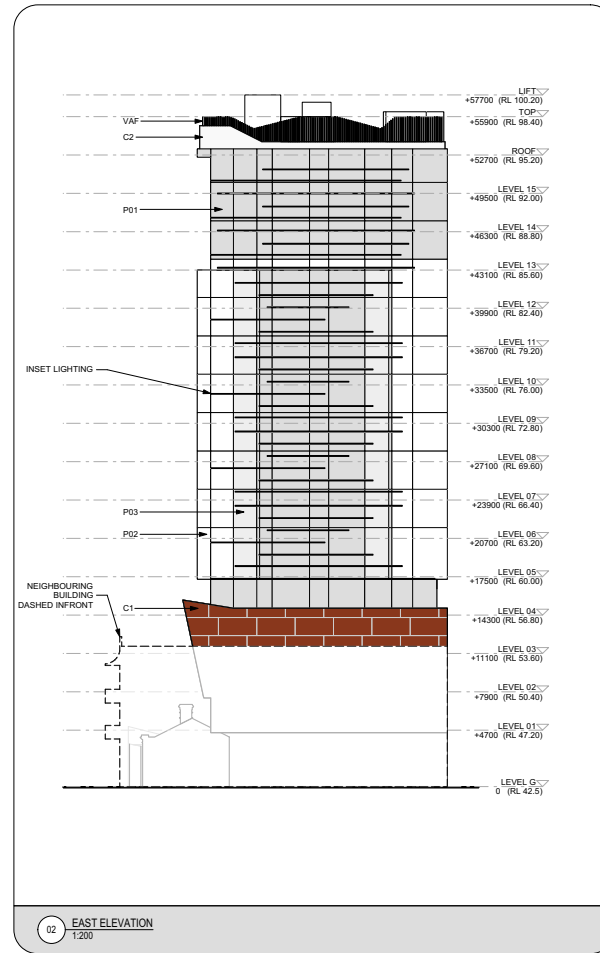 LIFT
+57700 (RL 100.20)
TOP
+55900 (RL 98.40)
VAF
C2
ROOF
+52700 (RL 95.20)
LEVEL 15
+49500 (RL 92.00)
P01
LEVEL 14
+46300 (RL 88.80)
LEVEL 13
+43100 (RL 85.60)
LEVEL 12
+39900 (RL 82.40)
LEVEL 11
+36700 (RL 79.20)
INSET LIGHTING
LEVEL 10
+33500 (RL 76.00)
LEVEL 09
+30300 (RL 72.80)
LEVEL 08
+27100 (RL 69.60)
LEVEL 07
+23900 (RL 66.40)
P03
P02
LEVEL 06
+20700 (RL 63.20)
LEVEL 05
+17500 (RL 60.00)
NEIGHBOURING
BUILDING
DASHED INFRONT
C1
LEVEL 04
+14300 (RL 56.80)
LEVEL 03
+11100 (RL 53.60)
LEVEL 02
+7900 (RL 50.40)
LEVEL 01
+4700 (RL 47.20)
LEVEL G
0 (RL 42.5)
02
EAST ELEVATION
1:200